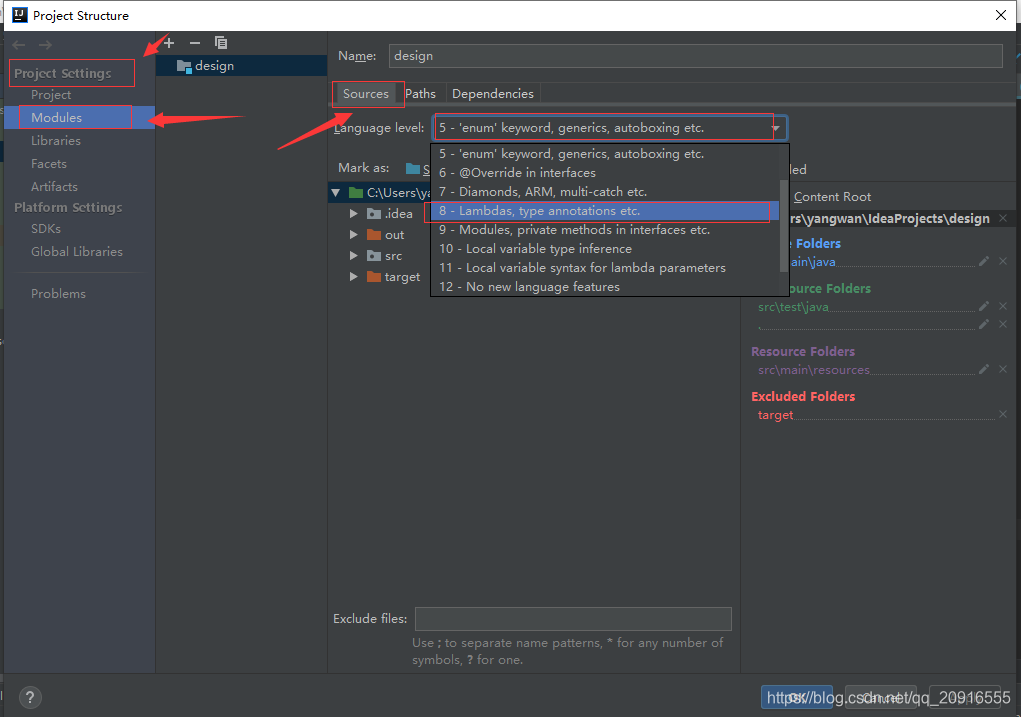 Project Structure
Project Settings
Project
Modules
Libraries
Facets
Artifacts
Platform Settings
SDKs
Global Libraries
Problems
design
Name: design
Sources Paths Dependencies
Language level: 5 - 'enum' keyword, generics, autoboxing etc.
5 - 'enum' keyword, generics, autoboxing etc.
6 - @Override in interfaces
7 - Diamonds, ARM, multi-catch etc.
8 - Lambdas, type annotations etc.
9 - Modules, private methods in interfaces etc.
10 - Local variable type inference
11 - Local variable syntax for lambda parameters
12 - No new language features
Mark as: S
C:\Users\ya
.idea
out
src
target
Content Root
rs\yangwan\IdeaProjects\design
e Folders
ain\java
ource Folders
src\test\java
.
Resource Folders
src\main\resources
Excluded Folders
target
Exclude files:
Use ; to separate name patterns, * for any number of
symbols, ? for one.
?
OK Cancel
https://blog.csdn.net/qq_20916555